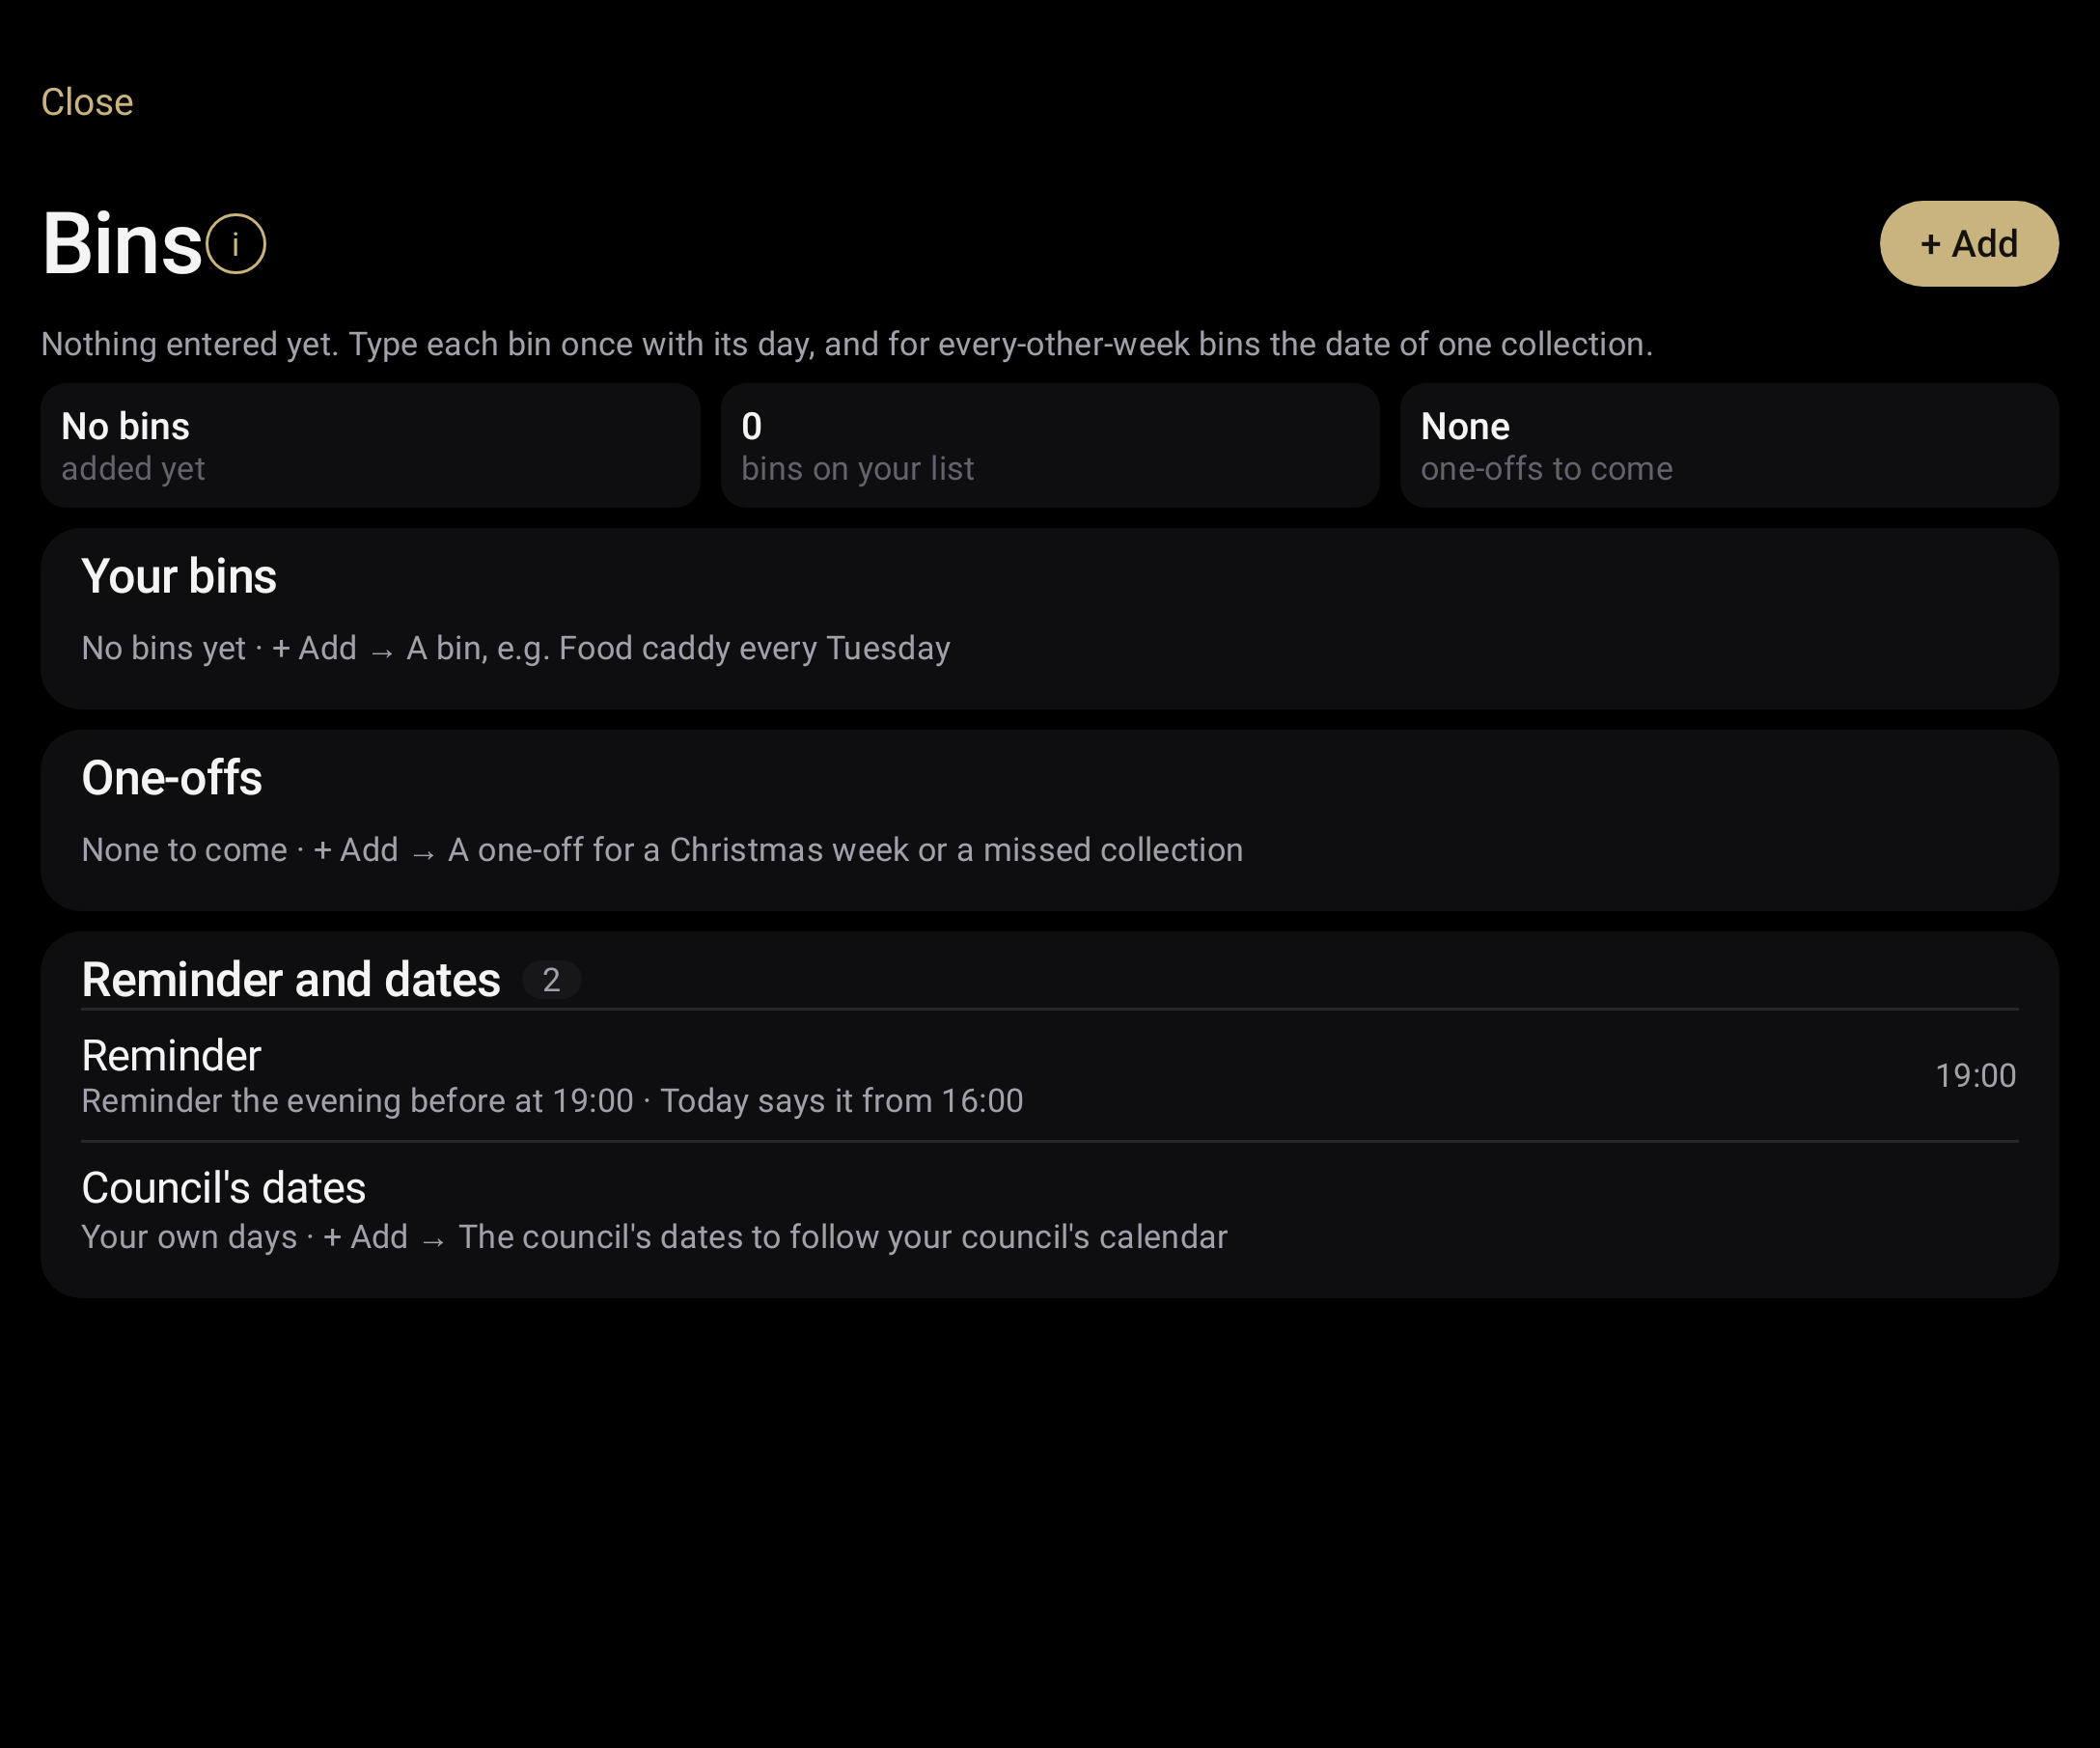 Close
Bins i
+ Add
Nothing entered yet. Type each bin once with its day, and for every-other-week bins the date of one collection.
No bins
added yet
0
bins on your list
None
one-offs to come
Your bins
No bins yet · + Add → A bin, e.g. Food caddy every Tuesday
One-offs
None to come · + Add → A one-off for a Christmas week or a missed collection
Reminder and dates 2
Reminder
Reminder the evening before at 19:00 · Today says it from 16:00
19:00
Council's dates
Your own days · + Add → The council's dates to follow your council's calendar